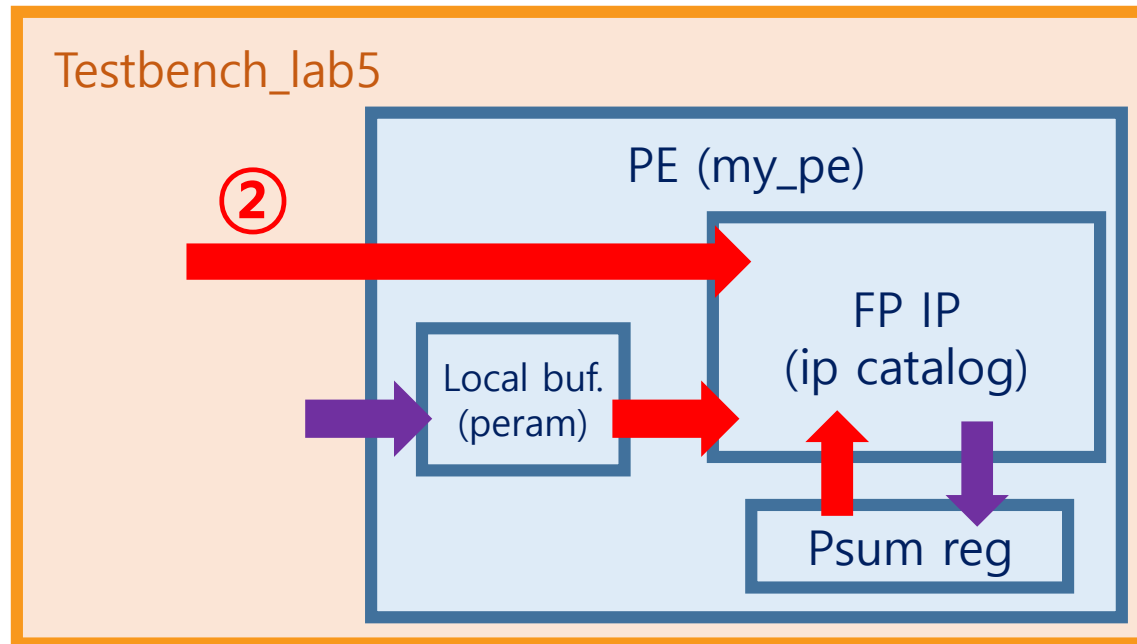 Testbench_lab5
PE (my_pe)
②
FP IP
(ip catalog)
Local buf.
(peram)
Psum reg